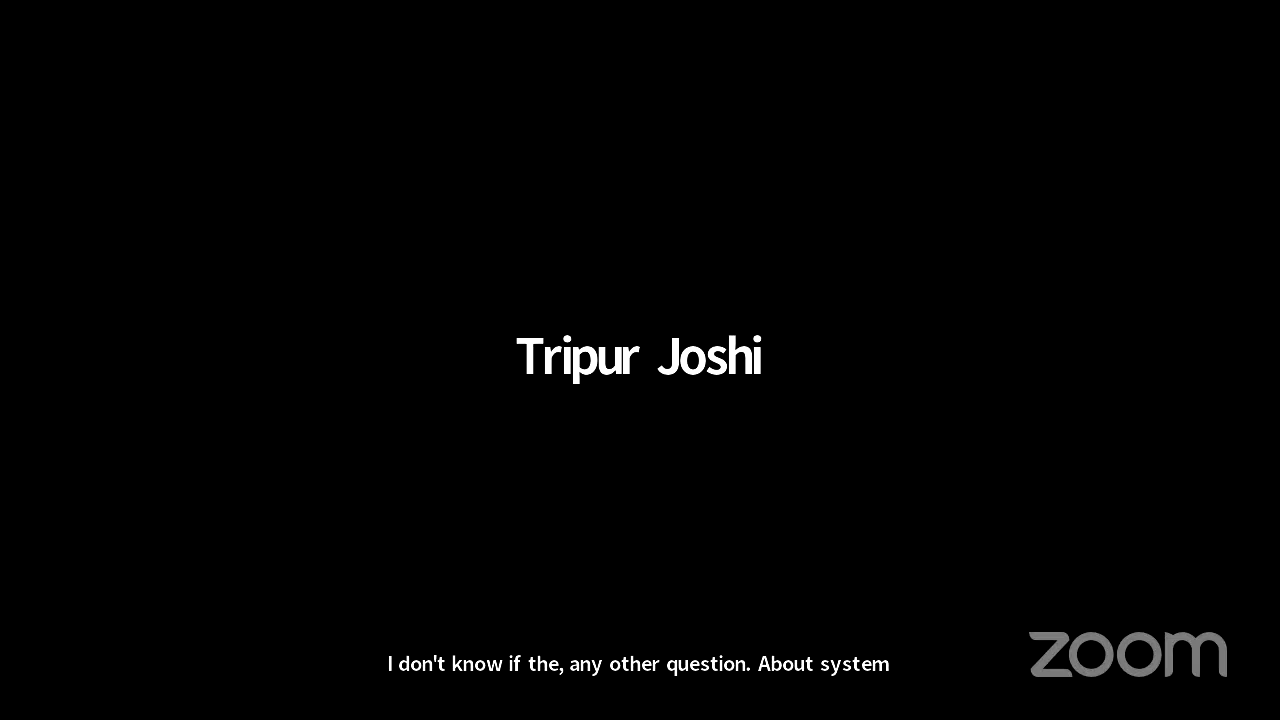 Tripur Joshi
I don't know if the, any other question. About system
zoom